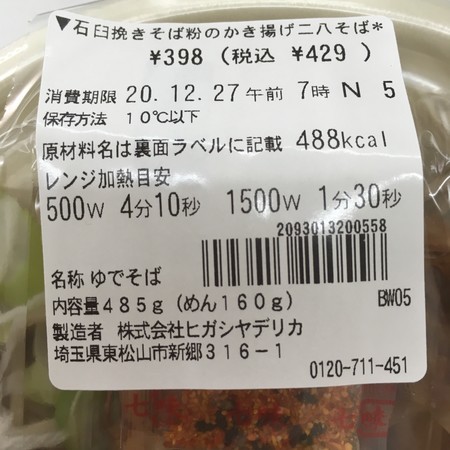 ▼石臼挽きそば粉のかき揚げ二八そば*
¥398 (税込 ¥429 )
消費期限 20.12.27午前 7時 N 5
保存方法 10℃以下
原材料名は裏面ラベルに記載 488kcal
レンジ加熱目安
500W 4分10秒 1500W 1分30秒
2093013200558
名称 ゆでそば
内容量485g (めん160g)
BW05
製造者 株式会社ヒガシヤデリカ
埼玉県東松山市新郷316-1
0120-711-451